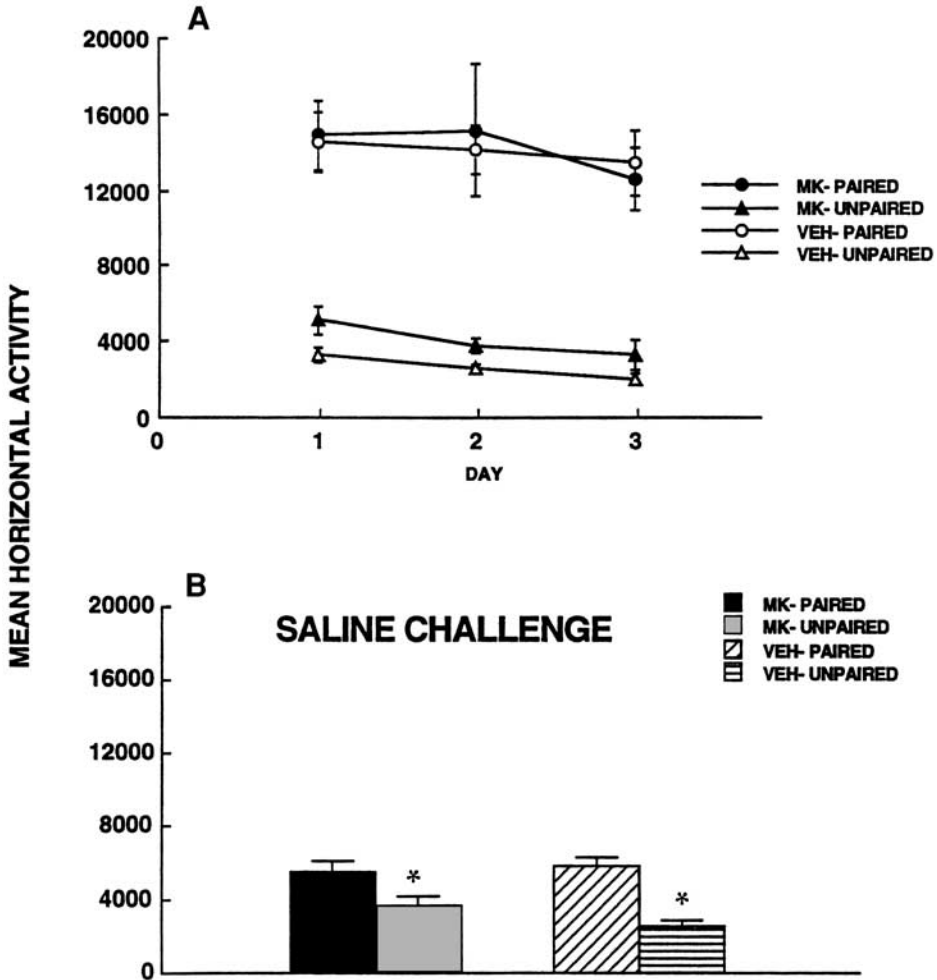 A
20000
16000
12000
8000
4000
0
0 1 2 3
DAY
MK- PAIRED
MK- UNPAIRED
VEH- PAIRED
VEH- UNPAIRED
MEAN HORIZONTAL ACTIVITY
B
SALINE CHALLENGE
20000
16000
12000
8000
4000
0
* *
MK- PAIRED
MK- UNPAIRED
VEH- PAIRED
VEH- UNPAIRED